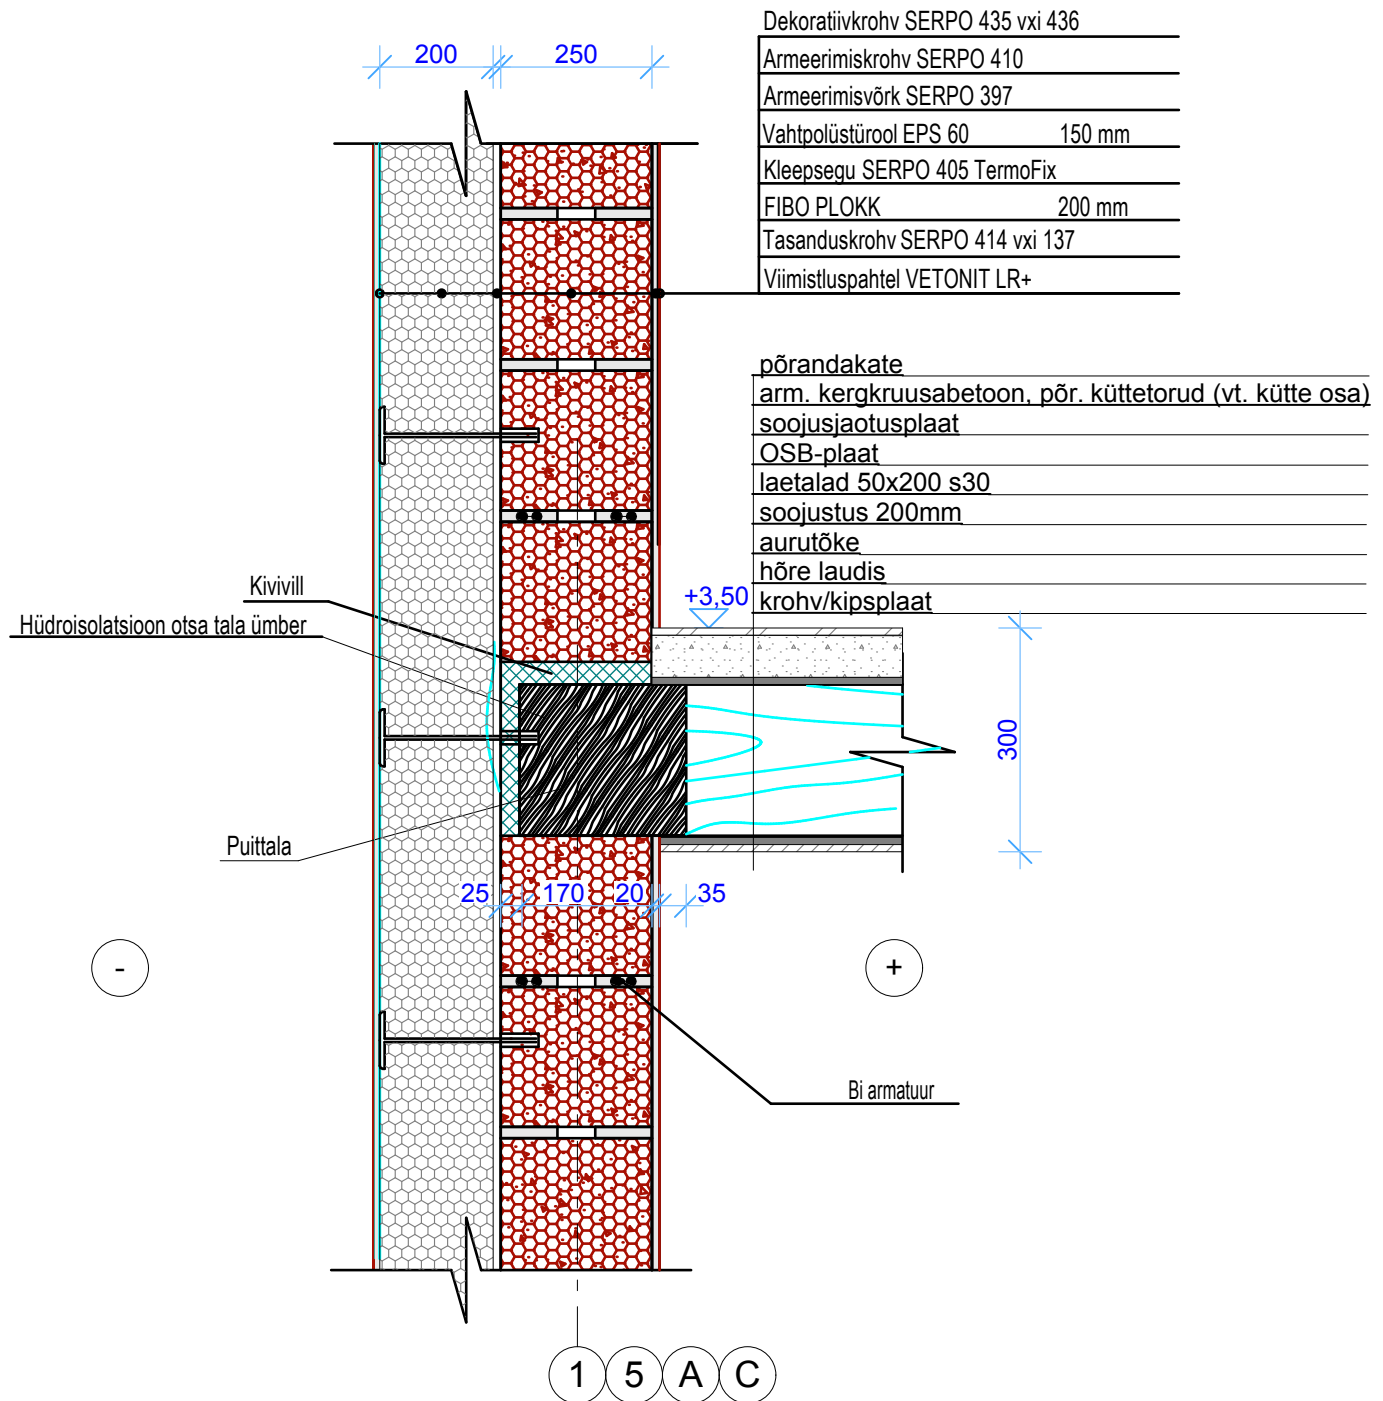 Dekoratiivkrohv SERPO 435 vxi 436
200 250
Armeerimiskrohv SERPO 410
Armeerimisvõrk SERPO 397
Vahtpolüstürool EPS 60 150 mm
Kleepsegu SERPO 405 TermoFix
FIBO PLOKK 200 mm
Tasanduskrohv SERPO 414 vxi 137
Viimistluspahtel VETONIT LR+
põrandakate
arm. kergkruusabetoon, põr. küttetorud (vt. kütte osa)
soojusjaotusplaat
OSB-plaat
laetalad 50x200 s30
soojustus 200mm
aurutõke
hõre laudis
krohv/kipsplaat
Kivivill
+3,50
Hüdroisolatsioon otsa tala ümber
300
Puittala
25 170 20 35
- +
Bi armatuur
1 5 A C